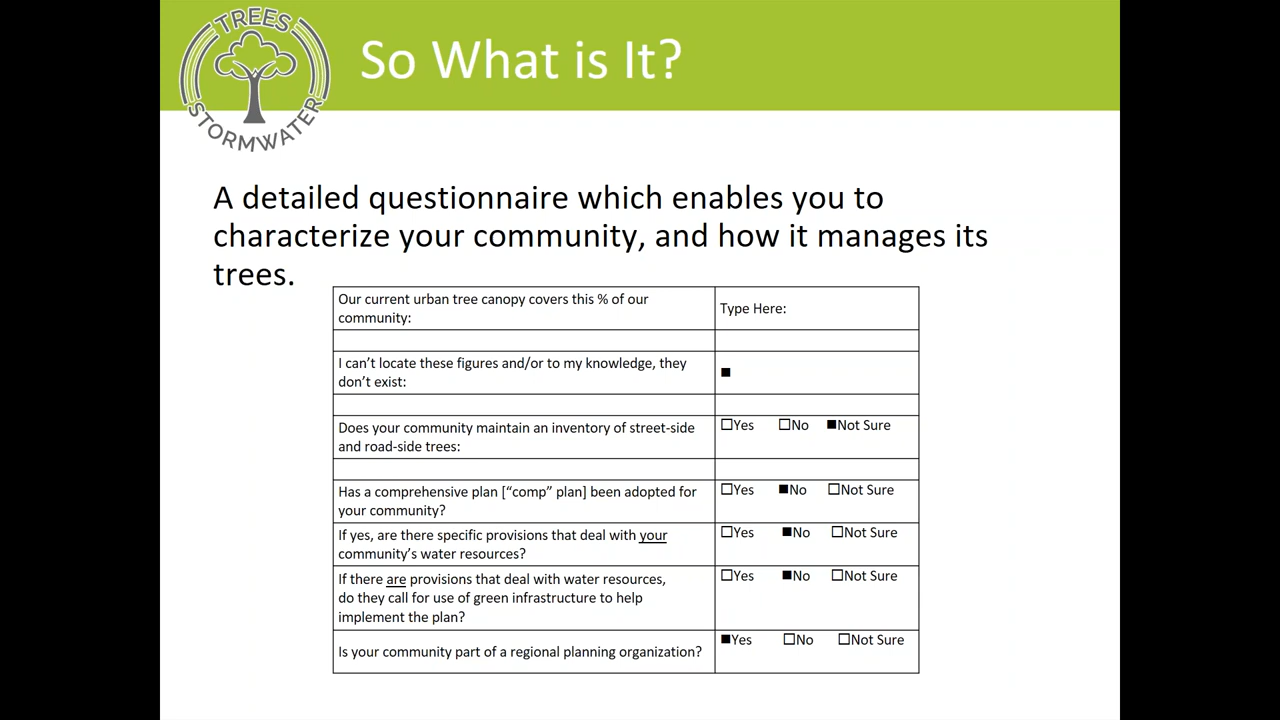 TREES
STORMWATER
So What is It?
A detailed questionnaire which enables you to
characterize your community, and how it manages its
trees.
Our current urban tree canopy covers this % of our
community:
Type Here:
I can’t locate these figures and/or to my knowledge, they
don’t exist:
■
Does your community maintain an inventory of street-side
and road-side trees:
☐Yes ☐No ■Not Sure
Has a comprehensive plan [“comp” plan] been adopted for
your community?
☐Yes ■No ☐Not Sure
If yes, are there specific provisions that deal with your
community’s water resources?
☐Yes ■No ☐Not Sure
If there are provisions that deal with water resources,
do they call for use of green infrastructure to help
implement the plan?
☐Yes ■No ☐Not Sure
Is your community part of a regional planning organization?
■Yes ☐No ☐Not Sure